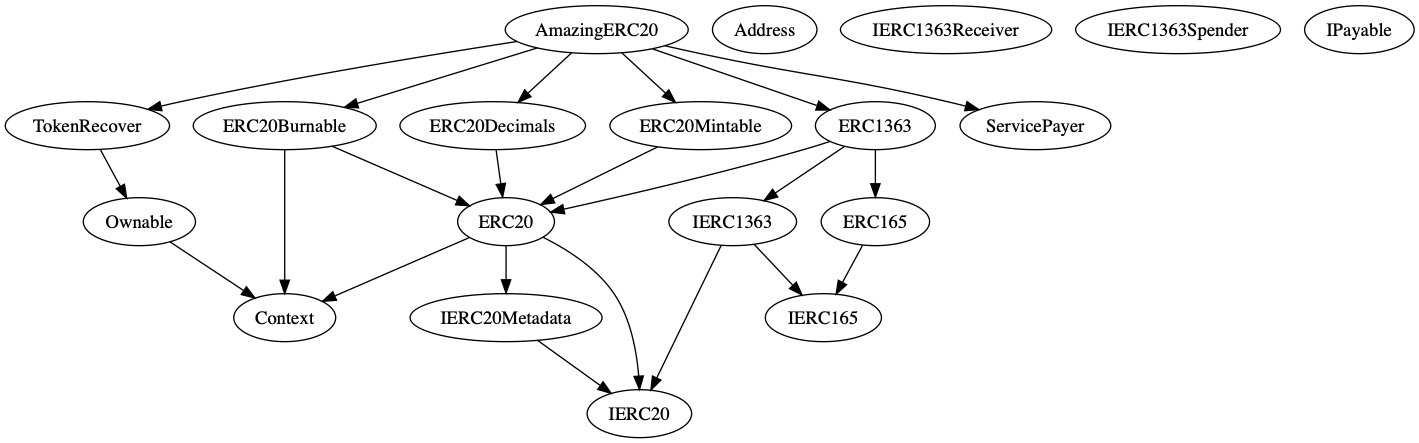 AmazingERC20
Address
IERC1363Receiver
IERC1363Spender
IPayable
TokenRecover
ERC20Burnable
ERC20Decimals
ERC20Mintable
ERC1363
ServicePayer
Ownable
ERC20
IERC1363
ERC165
Context
IERC20Metadata
IERC165
IERC20